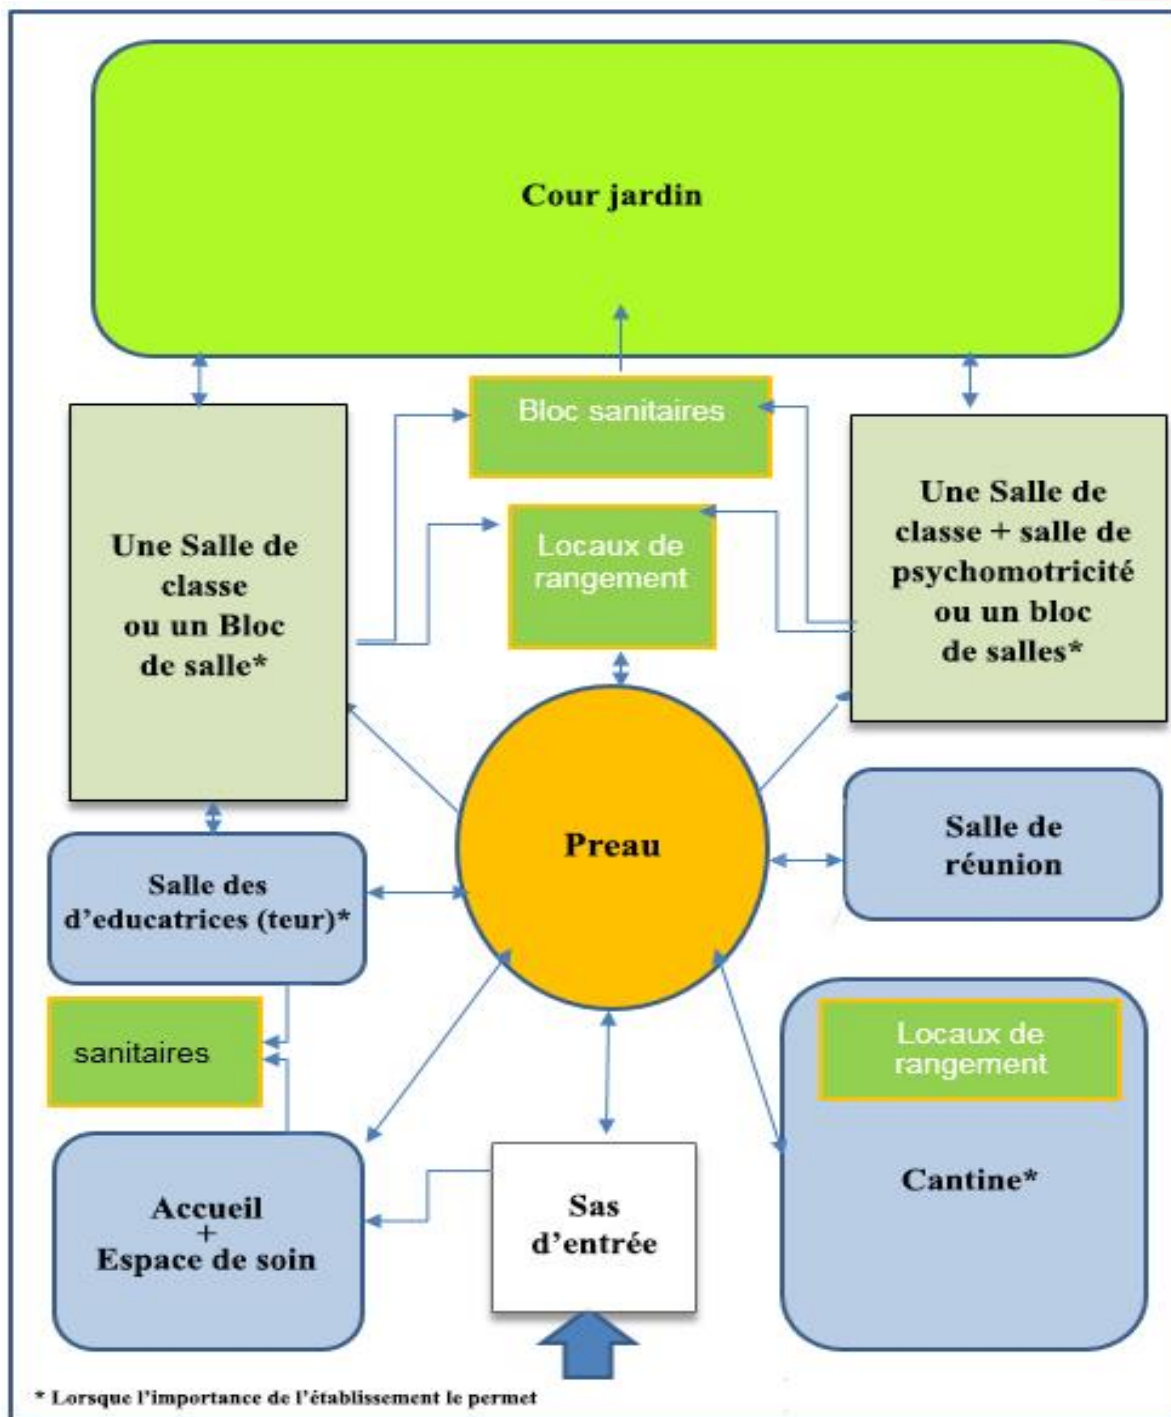 Cour jardin
Bloc sanitaires
Une Salle de
classe
ou un Bloc
de salle*
Locaux de
rangement
Une Salle de
classe + salle de
psychomotricité
ou un bloc
de salles*
Preau
Salle de
réunion
Salle des
d’educatrices (teur)*
sanitaires
Locaux de
rangement
Cantine*
Accueil
+
Espace de soin
Sas
d’entrée
* Lorsque l’importance de l’établissement le permet